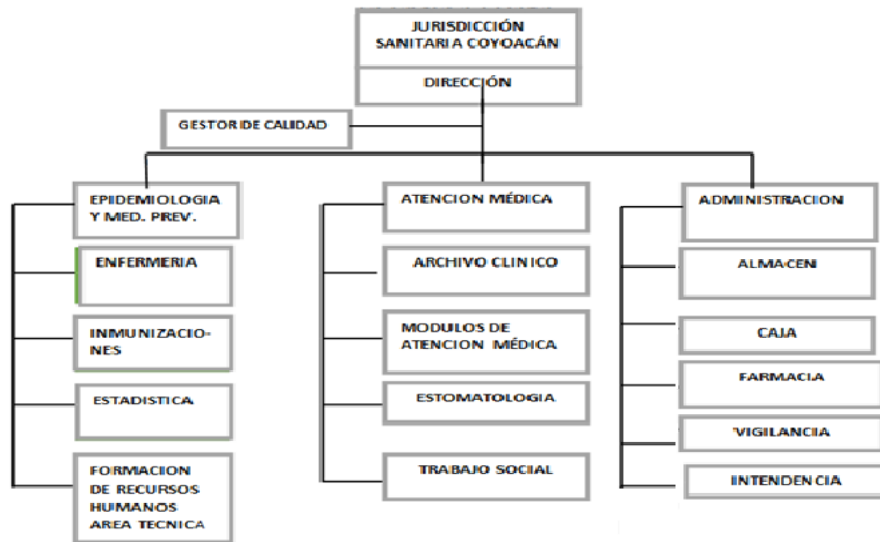 JURISDICCIÓN
SANITARIA COYOACÁN
DIRECCIÓN
GESTOR DE CALIDAD
EPIDEMIOLOGIA
Y MED. PREV.
ENFERMERIA
INMUNIZACIO-
NES
ESTADISTICA
FORMACION
DE RECURSOS
HUMANOS
AREA TECNICA
ATENCION MÉDICA
ARCHIVO CLINICO
MODULOS DE
ATENCION MÉDICA
ESTOMATOLOGIA
TRABAJO SOCIAL
ADMINISTRACION
ALMACEN
CAJA
FARMACIA
VIGILANCIA
INTENDENCIA